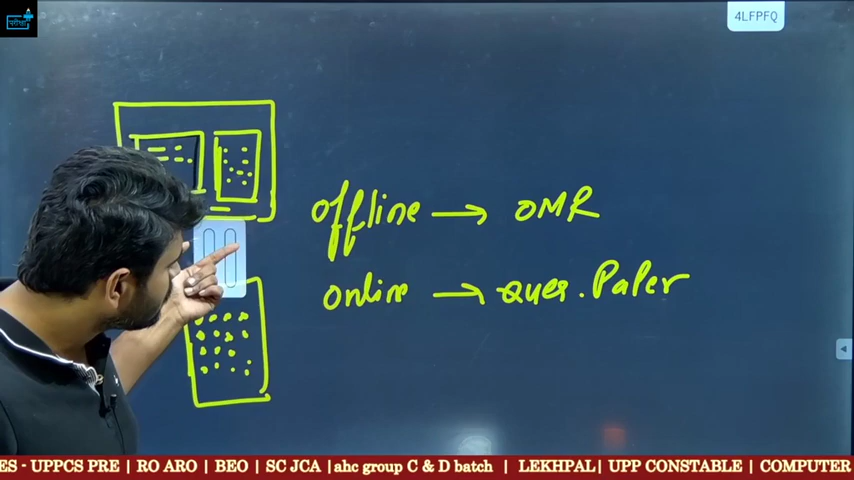 परीक्षा
4LFPFQ
offline → OMR
online → Ques. Paper
ES - UPPCS PRE | RO ARO | BEO | SC JCA | ahc group C & D batch | LEKHPAL | UPP CONSTABLE | COMPUTER